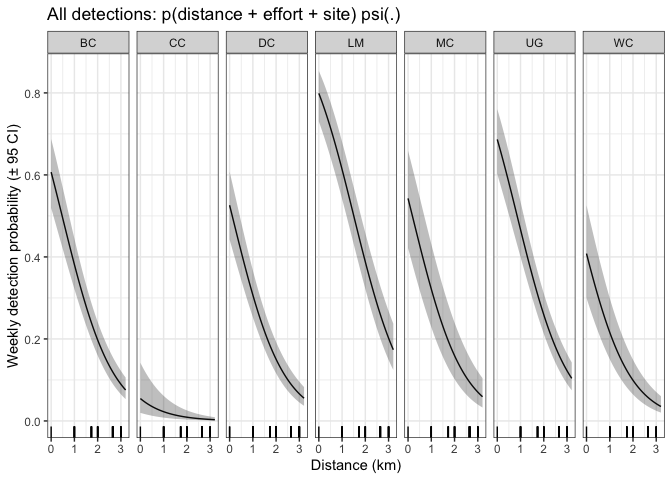 All detections: p(distance + effort + site) psi(.)
BC CC DC LM MC UG WC
0.8
0.6
0.4
0.2
0.0
Weekly detection probability (± 95 CI)
0 1 2 3 0 1 2 3 0 1 2 3 0 1 2 3 0 1 2 3 0 1 2 3 0 1 2 3
Distance (km)